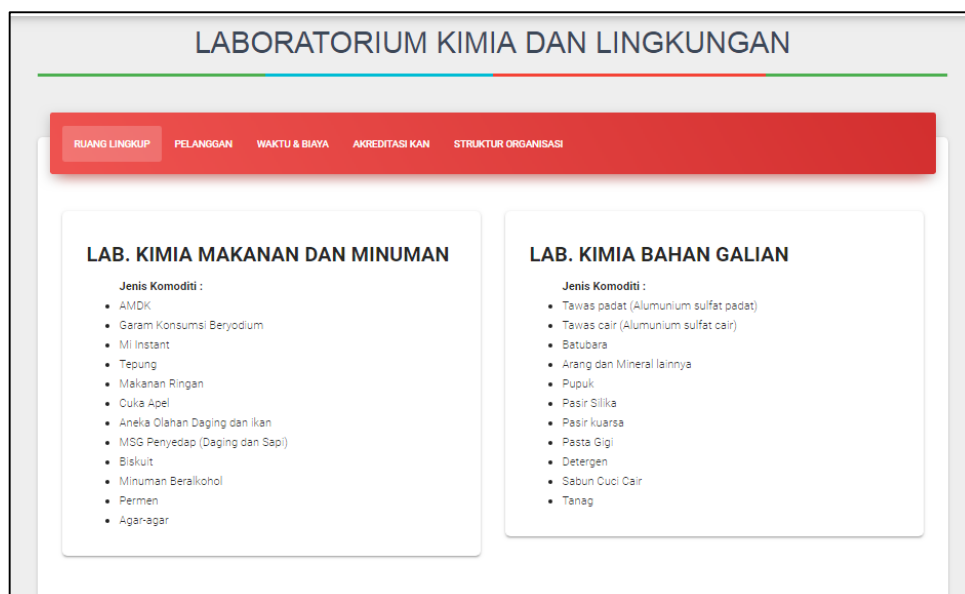 LABORATORIUM KIMIA DAN LINGKUNGAN
RUANG LINGKUP PELANGGAN WAKTU & BIAYA AKREDITASI KAN STRUKTUR ORGANISASI
LAB. KIMIA MAKANAN DAN MINUMAN
Jenis Komoditi :
AMDK
Garam Konsumsi Beryodium
Mi Instant
Tepung
Makanan Ringan
Cuka Apel
Aneka Olahan Daging dan ikan
MSG Penyedap (Daging dan Sapi)
Biskuit
Minuman Beralkohol
Permen
Agar-agar
LAB. KIMIA BAHAN GALIAN
Jenis Komoditi :
Tawas padat (Alumunium sulfat padat)
Tawas cair (Alumunium sulfat cair)
Batubara
Arang dan Mineral lainnya
Pupuk
Pasir Silika
Pasir kuarsa
Pasta Gigi
Detergen
Sabun Cuci Cair
Tanag